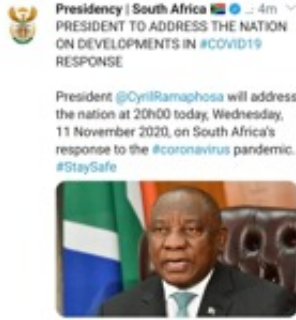 Presidency | South Africa 🇿🇦 ... · 4m
PRESIDENT TO ADDRESS THE NATION
ON DEVELOPMENTS IN #COVID19
RESPONSE
President @CyrilRamaphosa will address
the nation at 20h00 today, Wednesday,
11 November 2020, on South Africa's
response to the #coronavirus pandemic.
#StaySafe